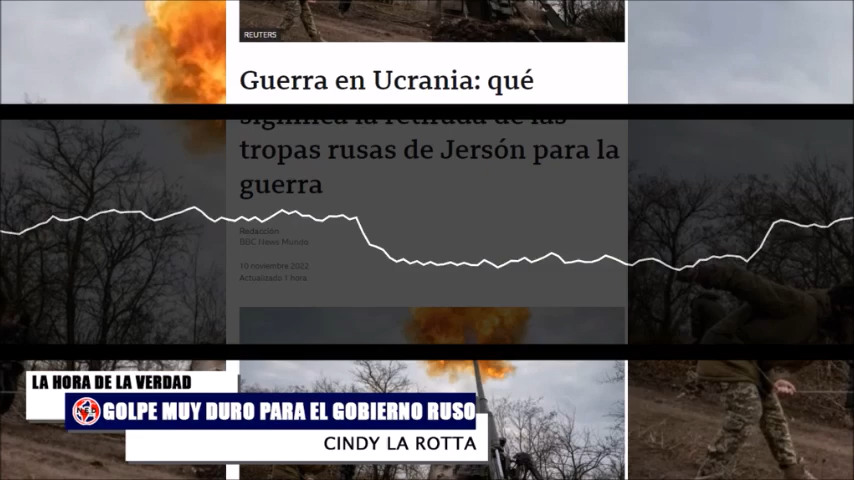 REUTERS
Guerra en Ucrania: qué
significa la retirada de las
tropas rusas de Jersón para la
guerra
Redacción
BBC News Mundo
10 noviembre 2022
Actualizado 1 hora
LA HORA DE LA VERDAD
GOLPE MUY DURO PARA EL GOBIERNO RUSO
CINDY LA ROTTA